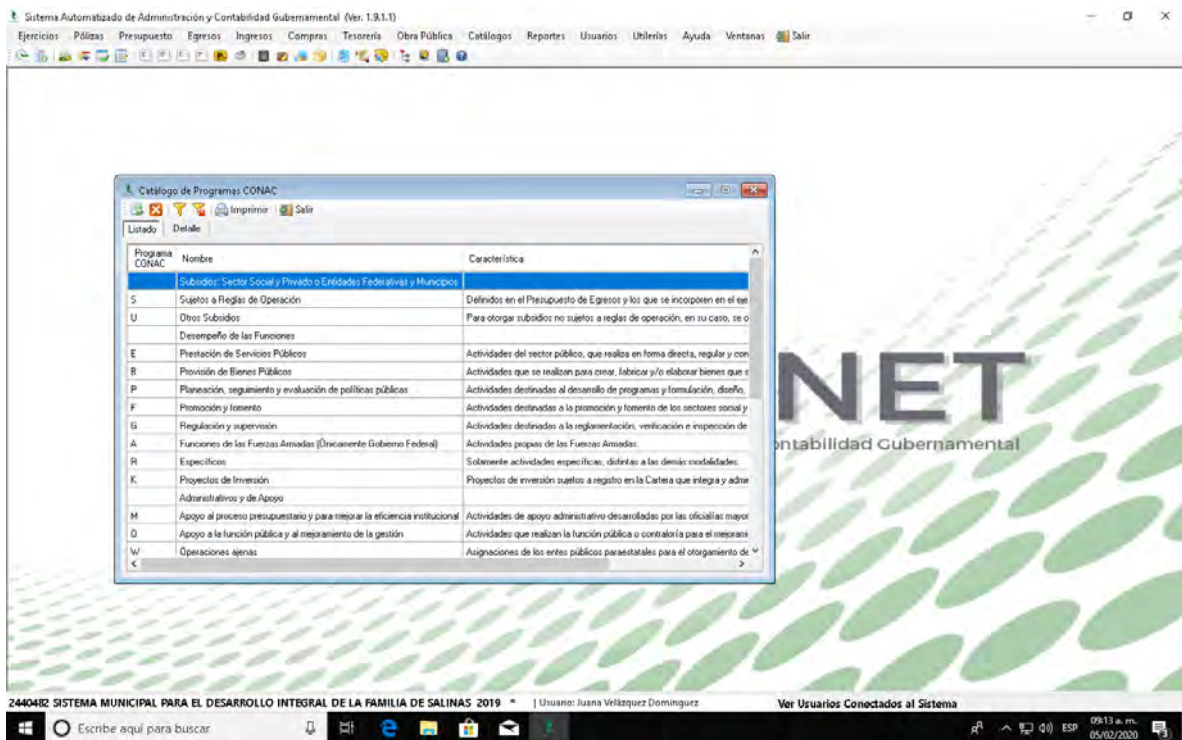 Sistema Automatizado de Administración y Contabilidad Gubernamental (Ver. 1.9.1.1)
Ejercicios Pólizas Presupuesto Egresos Ingresos Compras Tesorería Obra Pública Catálogos Reportes Usuarios Utilerías Ayuda Ventanas Salir
Catálogo de Programas CONAC
Imprimir Salir
Listado Detalle
Programa CONAC Nombre Característica
Subsidios: Sector Social y Privado o Entidades Federativas y Municipios
S Sujetos a Reglas de Operación Definidos en el Presupuesto de Egresos y los que se incorporen en el eje
U Otros Subsidios Para otorgar subsidios no sujetos a reglas de operación, en su caso, se o
Desempeño de las Funciones
E Prestación de Servicios Públicos Actividades del sector público, que realiza en forma directa, regular y con
B Provisión de Bienes Públicos Actividades que se realizan para crear, fabricar y/o elaborar bienes que s
P Planeación, seguimiento y evaluación de políticas públicas Actividades destinadas al desarrollo de programas y formulación, diseño,
F Promoción y fomento Actividades destinadas a la promoción y fomento de los sectores social y
G Regulación y supervisión Actividades destinadas a la reglamentación, verificación e inspección de
A Funciones de las Fuerzas Armadas (Únicamente Gobierno Federal) Actividades propias de las Fuerzas Armadas.
R Específicos Solamente actividades específicas, distintas a las demás modalidades.
K Proyectos de Inversión Proyectos de inversión sujetos a registro en la Cartera que integra y admi
Administrativos y de Apoyo
M Apoyo al proceso presupuestario y para mejorar la eficiencia institucional Actividades de apoyo administrativo desarrolladas por las oficialías mayor
O Apoyo a la función pública y al mejoramiento de la gestión Actividades que realizan la función pública o contraloría para el mejorami
W Operaciones ajenas Asignaciones de los entes públicos paraestatales para el otorgamiento de
NET
ontabilidad Gubernamental
2440482 SISTEMA MUNICIPAL PARA EL DESARROLLO INTEGRAL DE LA FAMILIA DE SALINAS 2019 * | Usuario: Juana Velázquez Domínguez Ver Usuarios Conectados al Sistema
Escribe aquí para buscar
ESP
09:13 a. m.
05/02/2020